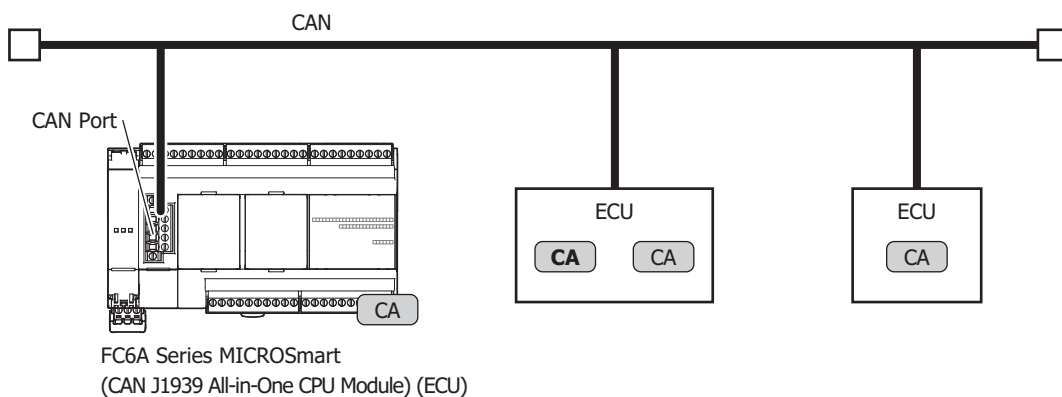 CAN
CAN Port
ECU
ECU
CA
CA
CA
CA
FC6A Series MICROSmart
(CAN J1939 All-in-One CPU Module) (ECU)